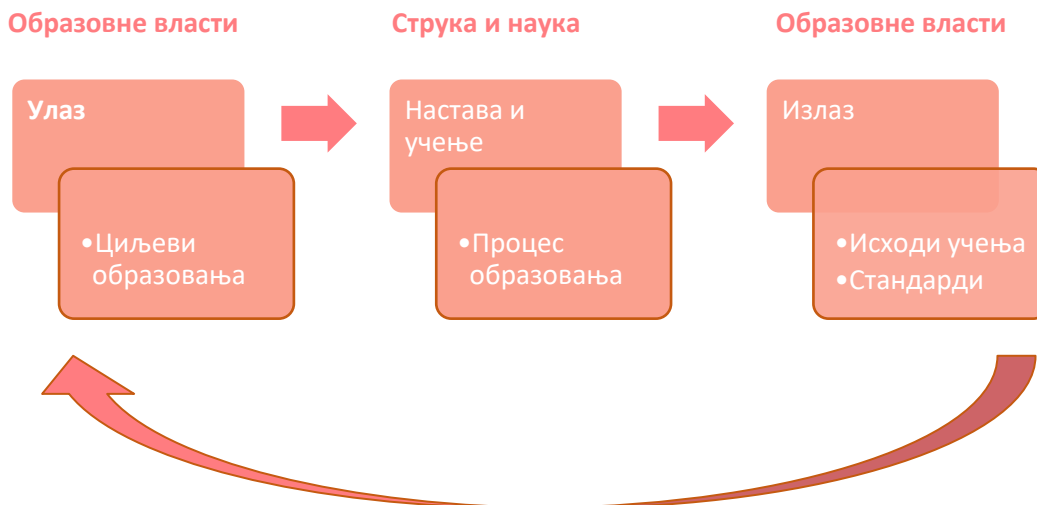 Образовне власти
Струка и наука
Образовне власти
Улаз
•Циљеви
образовања
Настава и
учење
•Процес
образовања
Излаз
•Исходи учења
•Стандарди